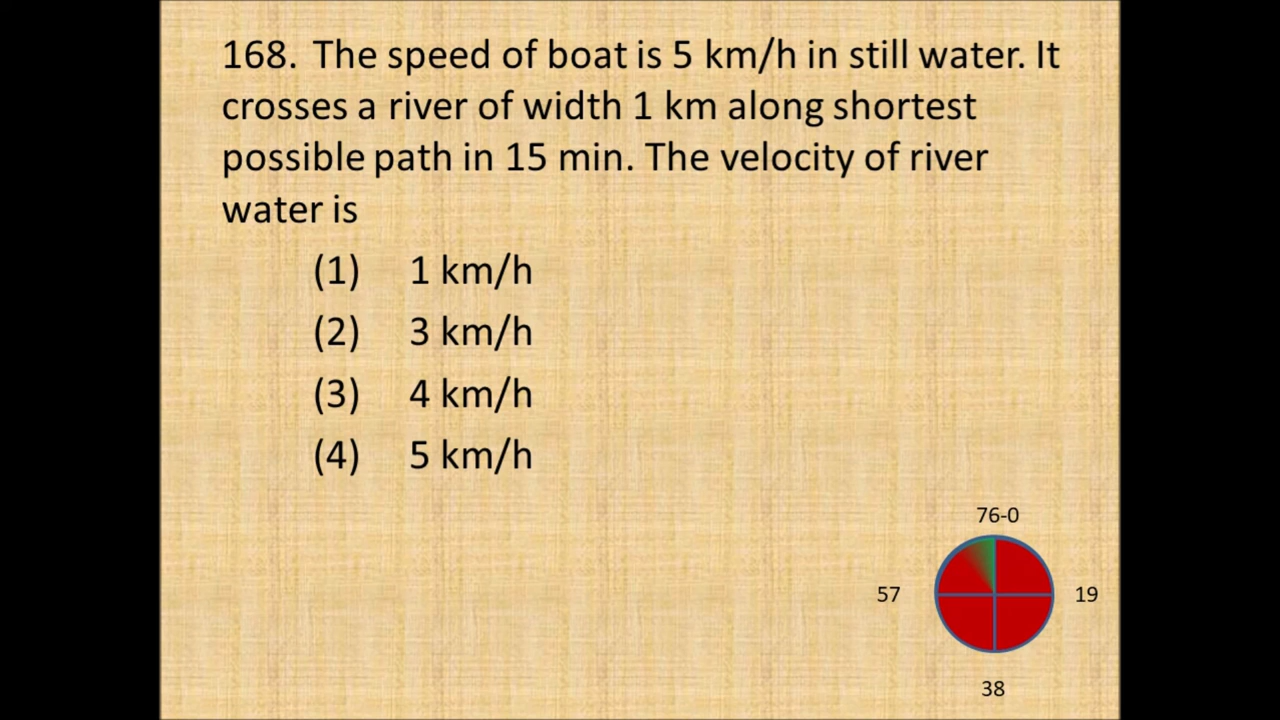 168. The speed of boat is 5 km/h in still water. It
crosses a river of width 1 km along shortest
possible path in 15 min. The velocity of river
water is
(1) 1 km/h
(2) 3 km/h
(3) 4 km/h
(4) 5 km/h
76-0
57
19
38